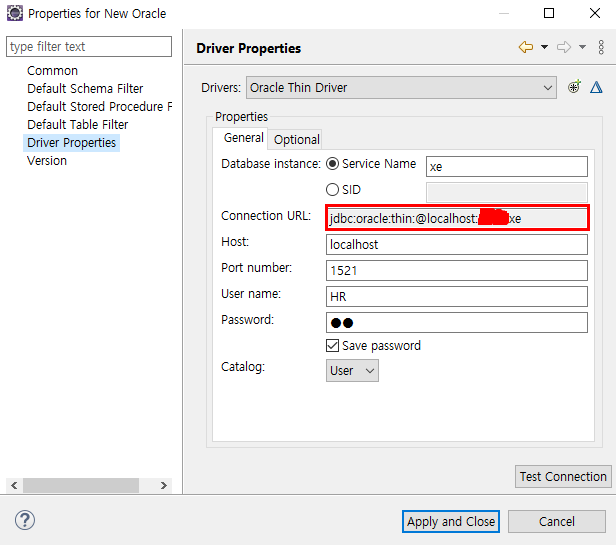 Properties for New Oracle
type filter text
Driver Properties
Common
Default Schema Filter
Default Stored Procedure F
Default Table Filter
Driver Properties
Version
Drivers: Oracle Thin Driver
Properties
General Optional
Database instance: Service Name xe
SID
Connection URL: jdbc:oracle:thin:@localhost: xe
Host: localhost
Port number: 1521
User name: HR
Password: ●●
Save password
Catalog: User
Test Connection
? Apply and Close Cancel